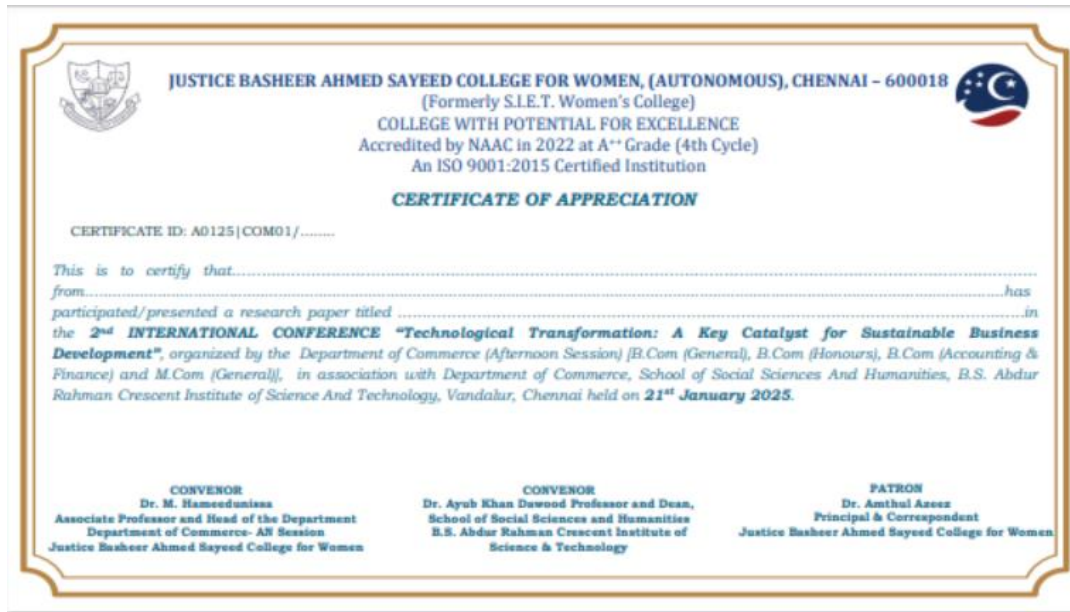 JUSTICE BASHEER AHMED SAYEED COLLEGE FOR WOMEN, (AUTONOMOUS), CHENNAI – 600018
(Formerly S.I.E.T. Women's College)
COLLEGE WITH POTENTIAL FOR EXCELLENCE
Accredited by NAAC in 2022 at A++ Grade (4th Cycle)
An ISO 9001:2015 Certified Institution
CERTIFICATE OF APPRECIATION
CERTIFICATE ID: A0125|COM01/........
This is to certify that................................................................
from................................................................has
participated/presented a research paper titled ................................................................in
the 2nd INTERNATIONAL CONFERENCE "Technological Transformation: A Key Catalyst for Sustainable Business
Development", organized by the Department of Commerce (Afternoon Session) [B.Com (General), B.Com (Honours), B.Com (Accounting &
Finance) and M.Com (General)], in association with Department of Commerce, School of Social Sciences And Humanities, B.S. Abdur
Rahman Crescent Institute of Science And Technology, Vandalur, Chennai held on 21st January 2025.
CONVENOR
Dr. M. Hameedunissa
Associate Professor and Head of the Department
Department of Commerce- AN Session
Justice Basheer Ahmed Sayeed College for Women
CONVENOR
Dr. Ayub Khan Dawood Professor and Dean,
School of Social Sciences and Humanities
B.S. Abdur Rahman Crescent Institute of
Science & Technology
PATRON
Dr. Amthul Azeez
Principal & Correspondent
Justice Basheer Ahmed Sayeed College for Women